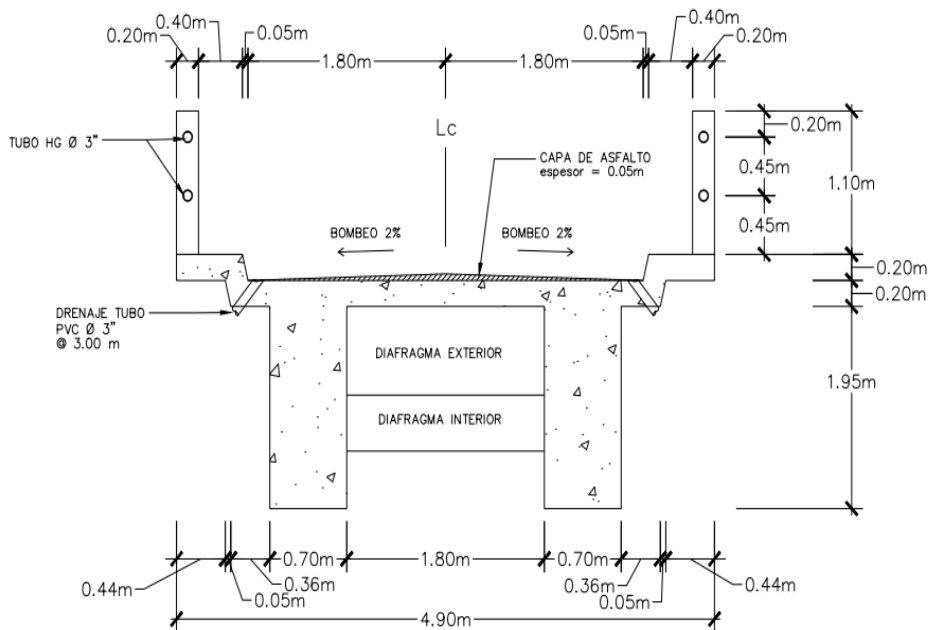 0.40m
0.20m
0.05m
1.80m
1.80m
0.05m
0.40m
0.20m
TUBO HG Ø 3"
Lc
CAPA DE ASFALTO
espesor = 0.05m
0.20m
0.45m
0.45m
1.10m
BOMBEO 2%
BOMBEO 2%
0.20m
0.20m
DRENAJE TUBO
PVC Ø 3"
@ 3.00 m
DIAFRAGMA EXTERIOR
1.95m
DIAFRAGMA INTERIOR
0.44m
0.05m
0.36m
0.70m
1.80m
0.70m
0.36m
0.05m
0.44m
4.90m